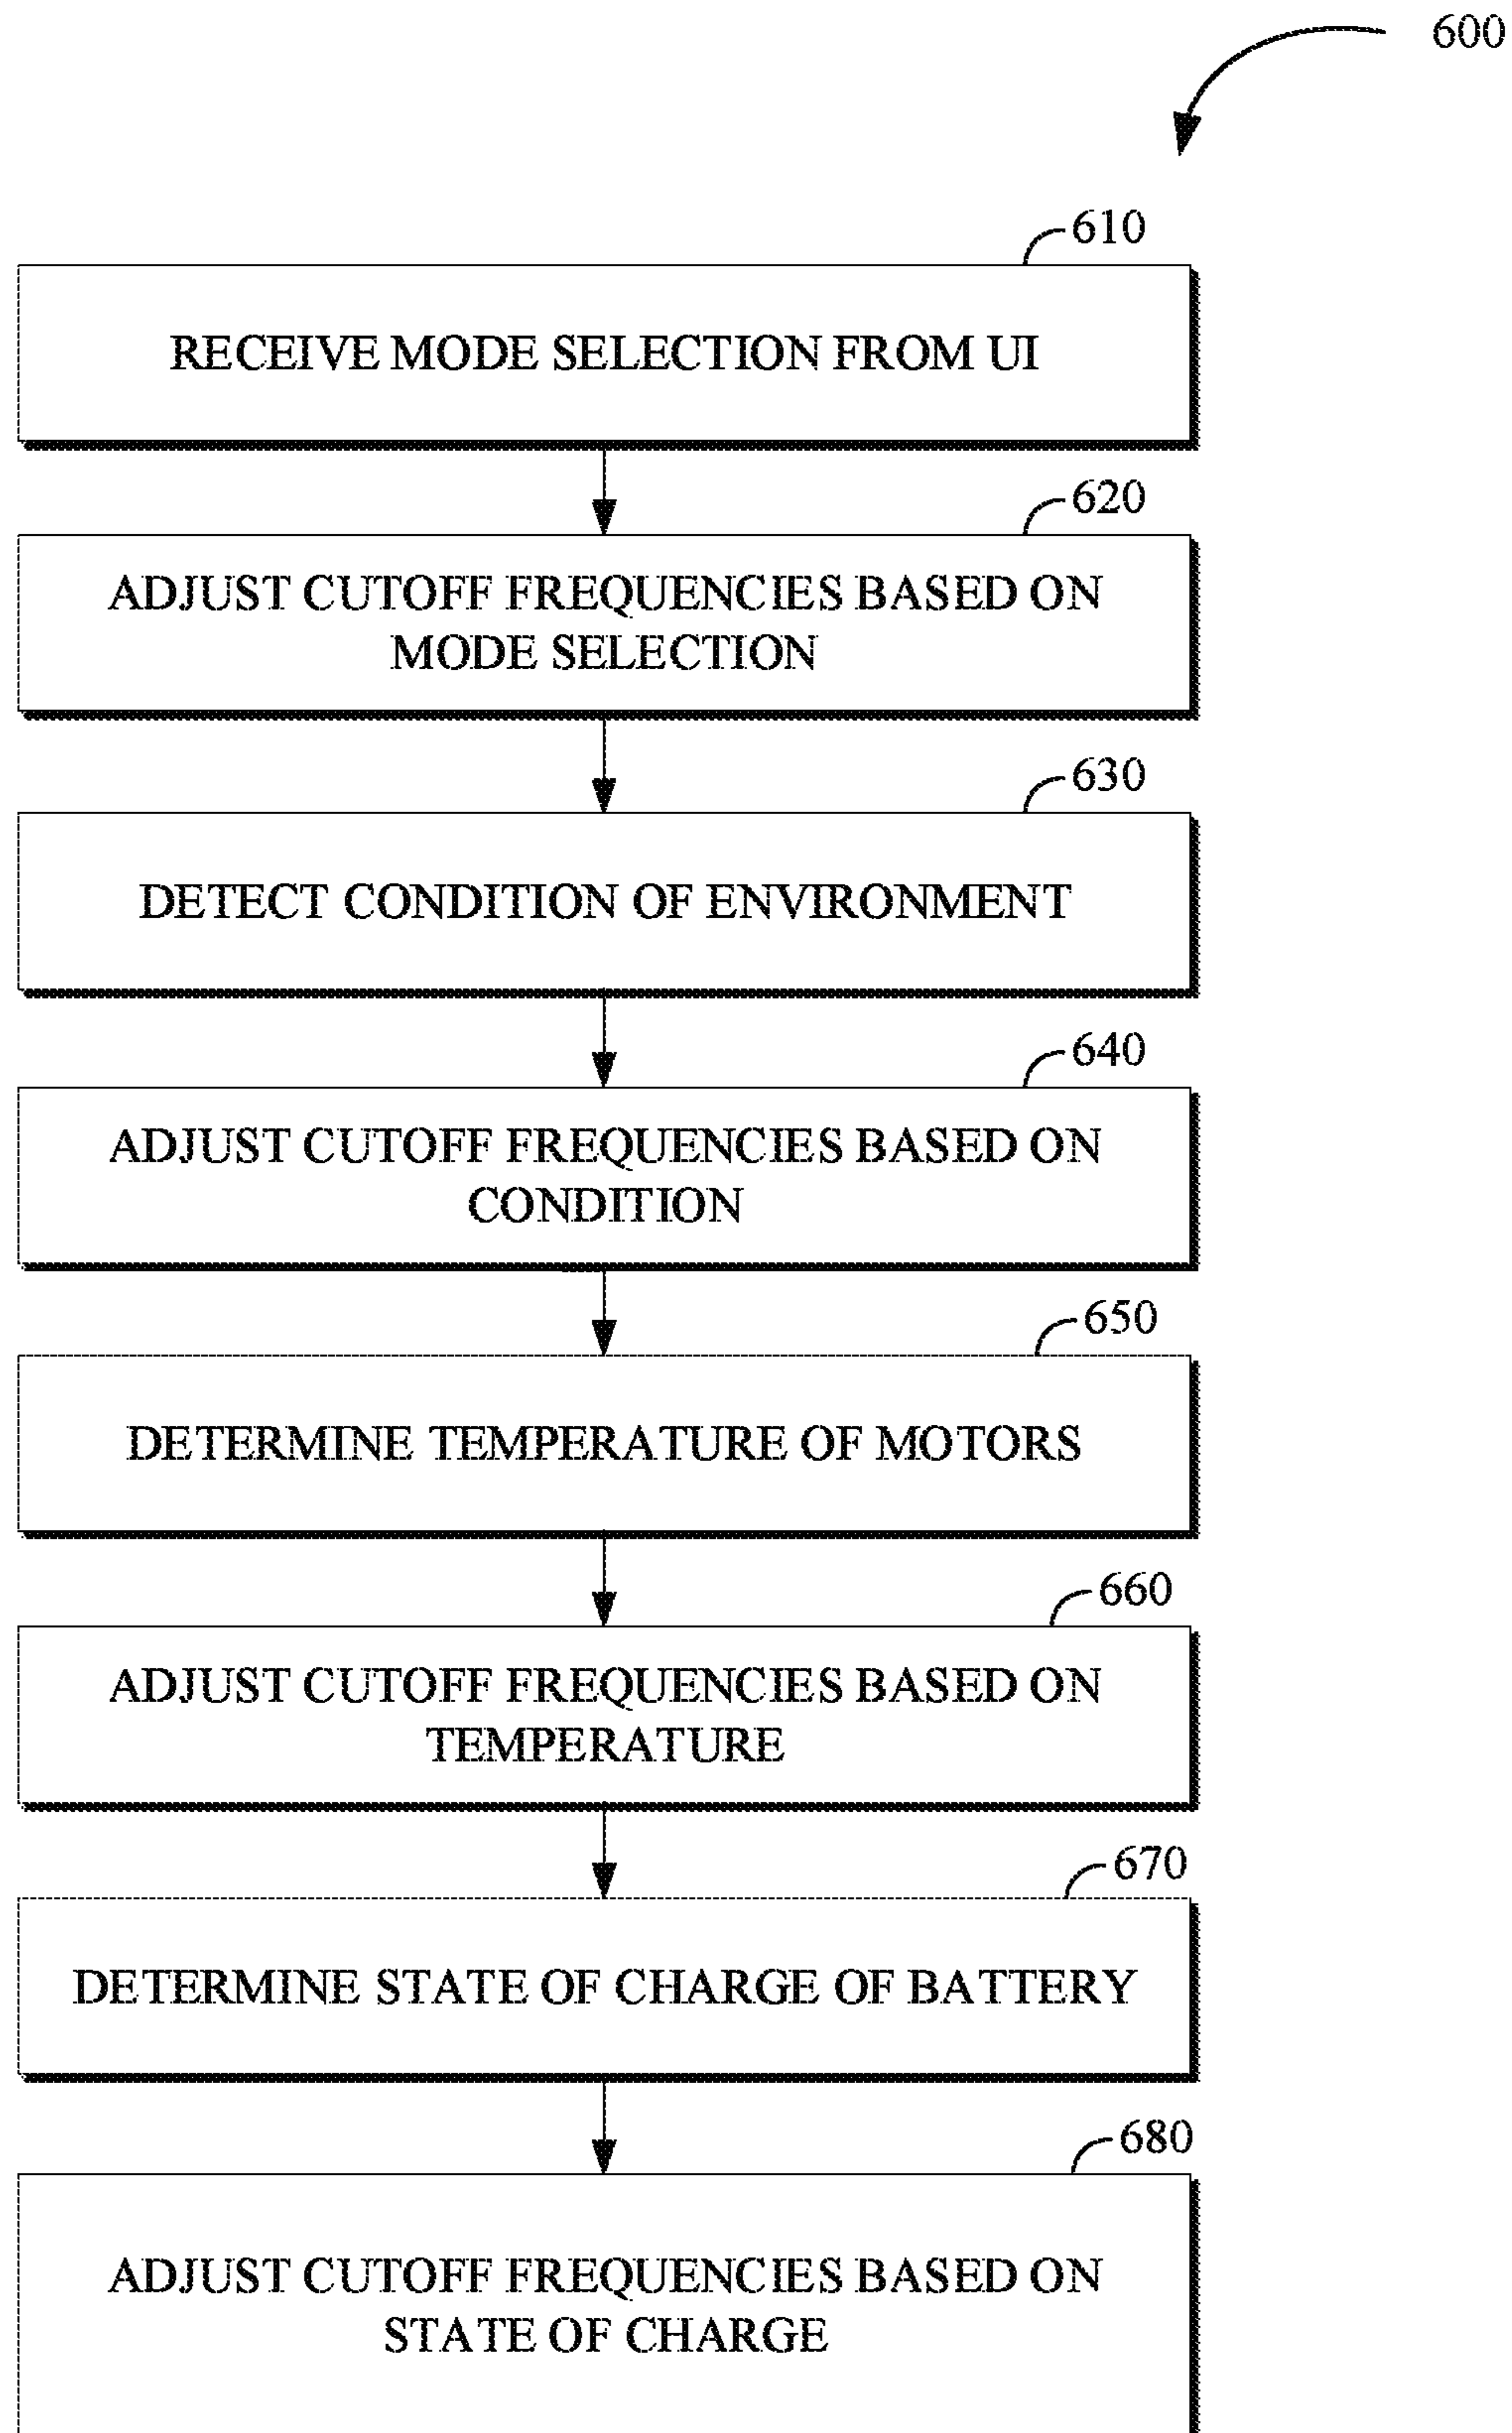 600
610
RECEIVE MODE SELECTION FROM UI
620
ADJUST CUTOFF FREQUENCIES BASED ON
MODE SELECTION
630
DETECT CONDITION OF ENVIRONMENT
640
ADJUST CUTOFF FREQUENCIES BASED ON
CONDITION
650
DETERMINE TEMPERATURE OF MOTORS
660
ADJUST CUTOFF FREQUENCIES BASED ON
TEMPERATURE
670
DETERMINE STATE OF CHARGE OF BATTERY
680
ADJUST CUTOFF FREQUENCIES BASED ON
STATE OF CHARGE